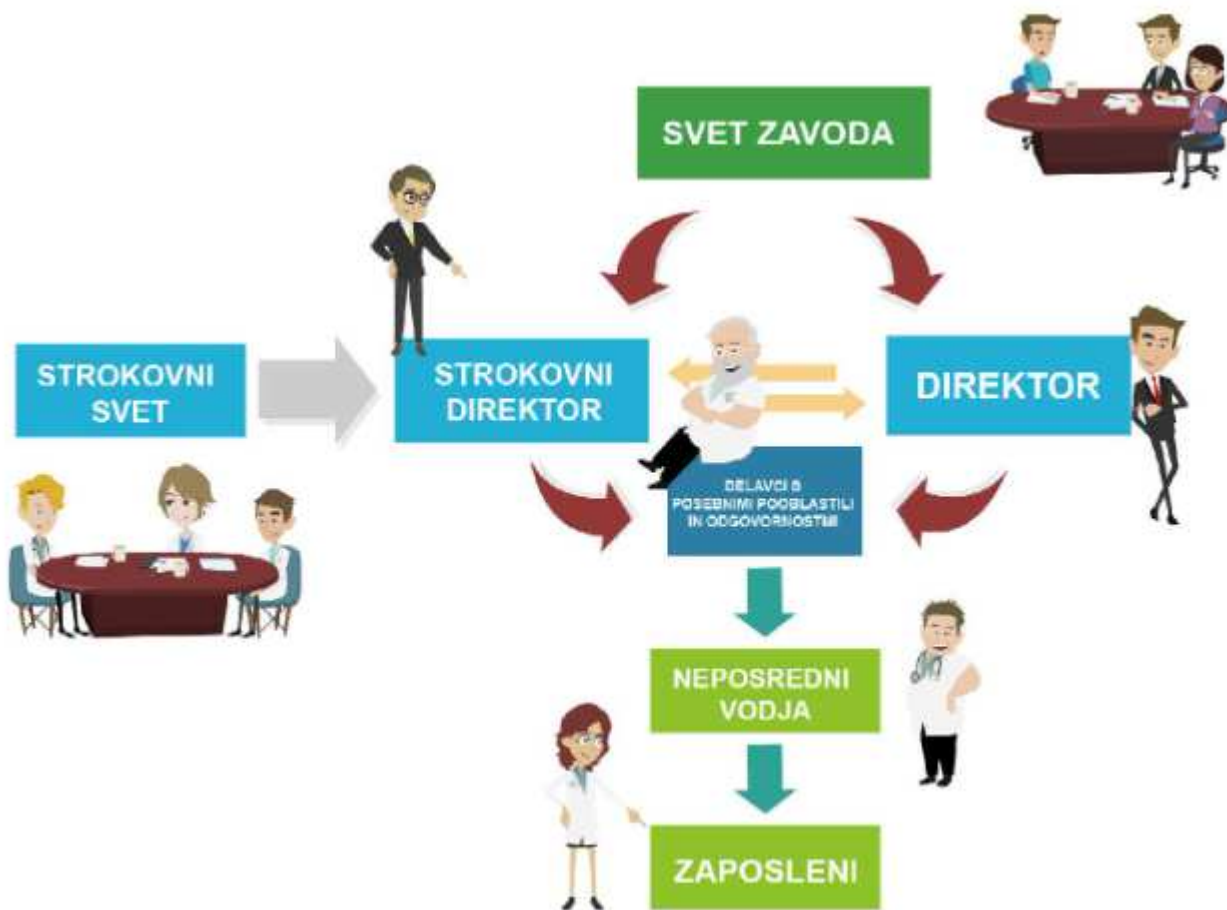 SVET ZAVODA
STROKOVNI
SVET
STROKOVNI
DIREKTOR
DIREKTOR
DELAVCI S
POSEBNIMI POOBLASTILI
IN ODGOVORNOSTMI
NEPOSREDNI
VODJA
ZAPOSLENI